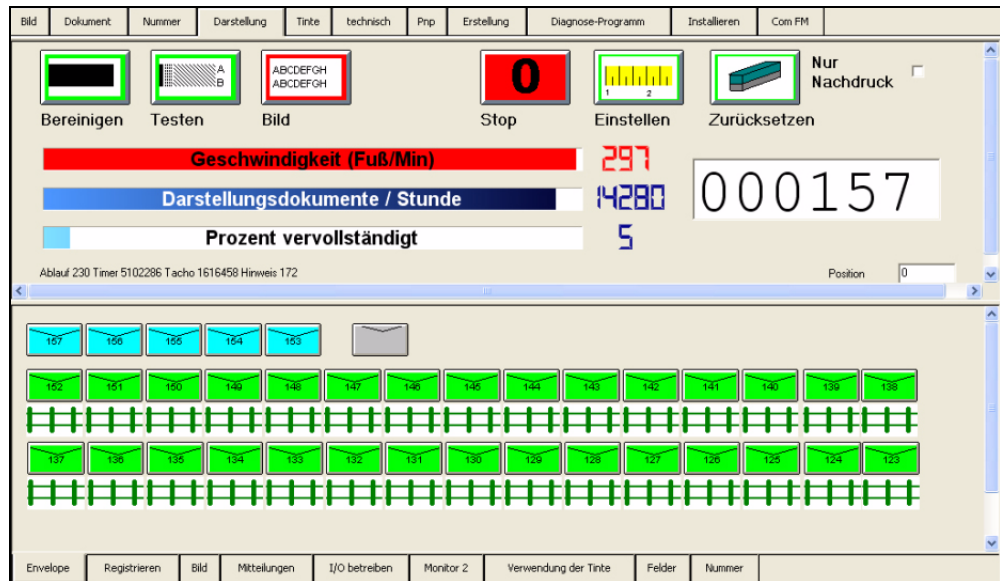 Bild Dokument Nummer Darstellung Tinte technisch Pnp Erstellung Diagnose-Programm Installieren Com FM
A
B
ABCDEFGH
ABCDEFGH
0
1 2
Nur
Nachdruck
Bereinigen Testen Bild Stop Einstellen Zurücksetzen
Geschwindigkeit (Fuß/Min) 297
Darstellungsdokumente / Stunde 14280
000157
Prozent vervollständigt 5
Ablauf 230 Timer 5102286 Tacho 1616458 Hinweis 172 Position 0
157 156 155 154 153
152 151 150 149 148 147 146 145 144 143 142 141 140 139 138
137 136 135 134 133 132 131 130 129 128 127 126 125 124 123
Envelope Registrieren Bild Mitteilungen I/O betreiben Monitor 2 Verwendung der Tinte Felder Nummer